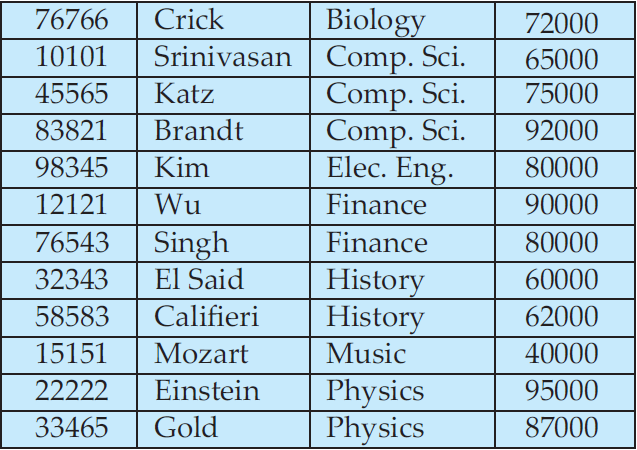 76766 Crick Biology 72000
10101 Srinivasan Comp. Sci. 65000
45565 Katz Comp. Sci. 75000
83821 Brandt Comp. Sci. 92000
98345 Kim Elec. Eng. 80000
12121 Wu Finance 90000
76543 Singh Finance 80000
32343 El Said History 60000
58583 Califieri History 62000
15151 Mozart Music 40000
22222 Einstein Physics 95000
33465 Gold Physics 87000